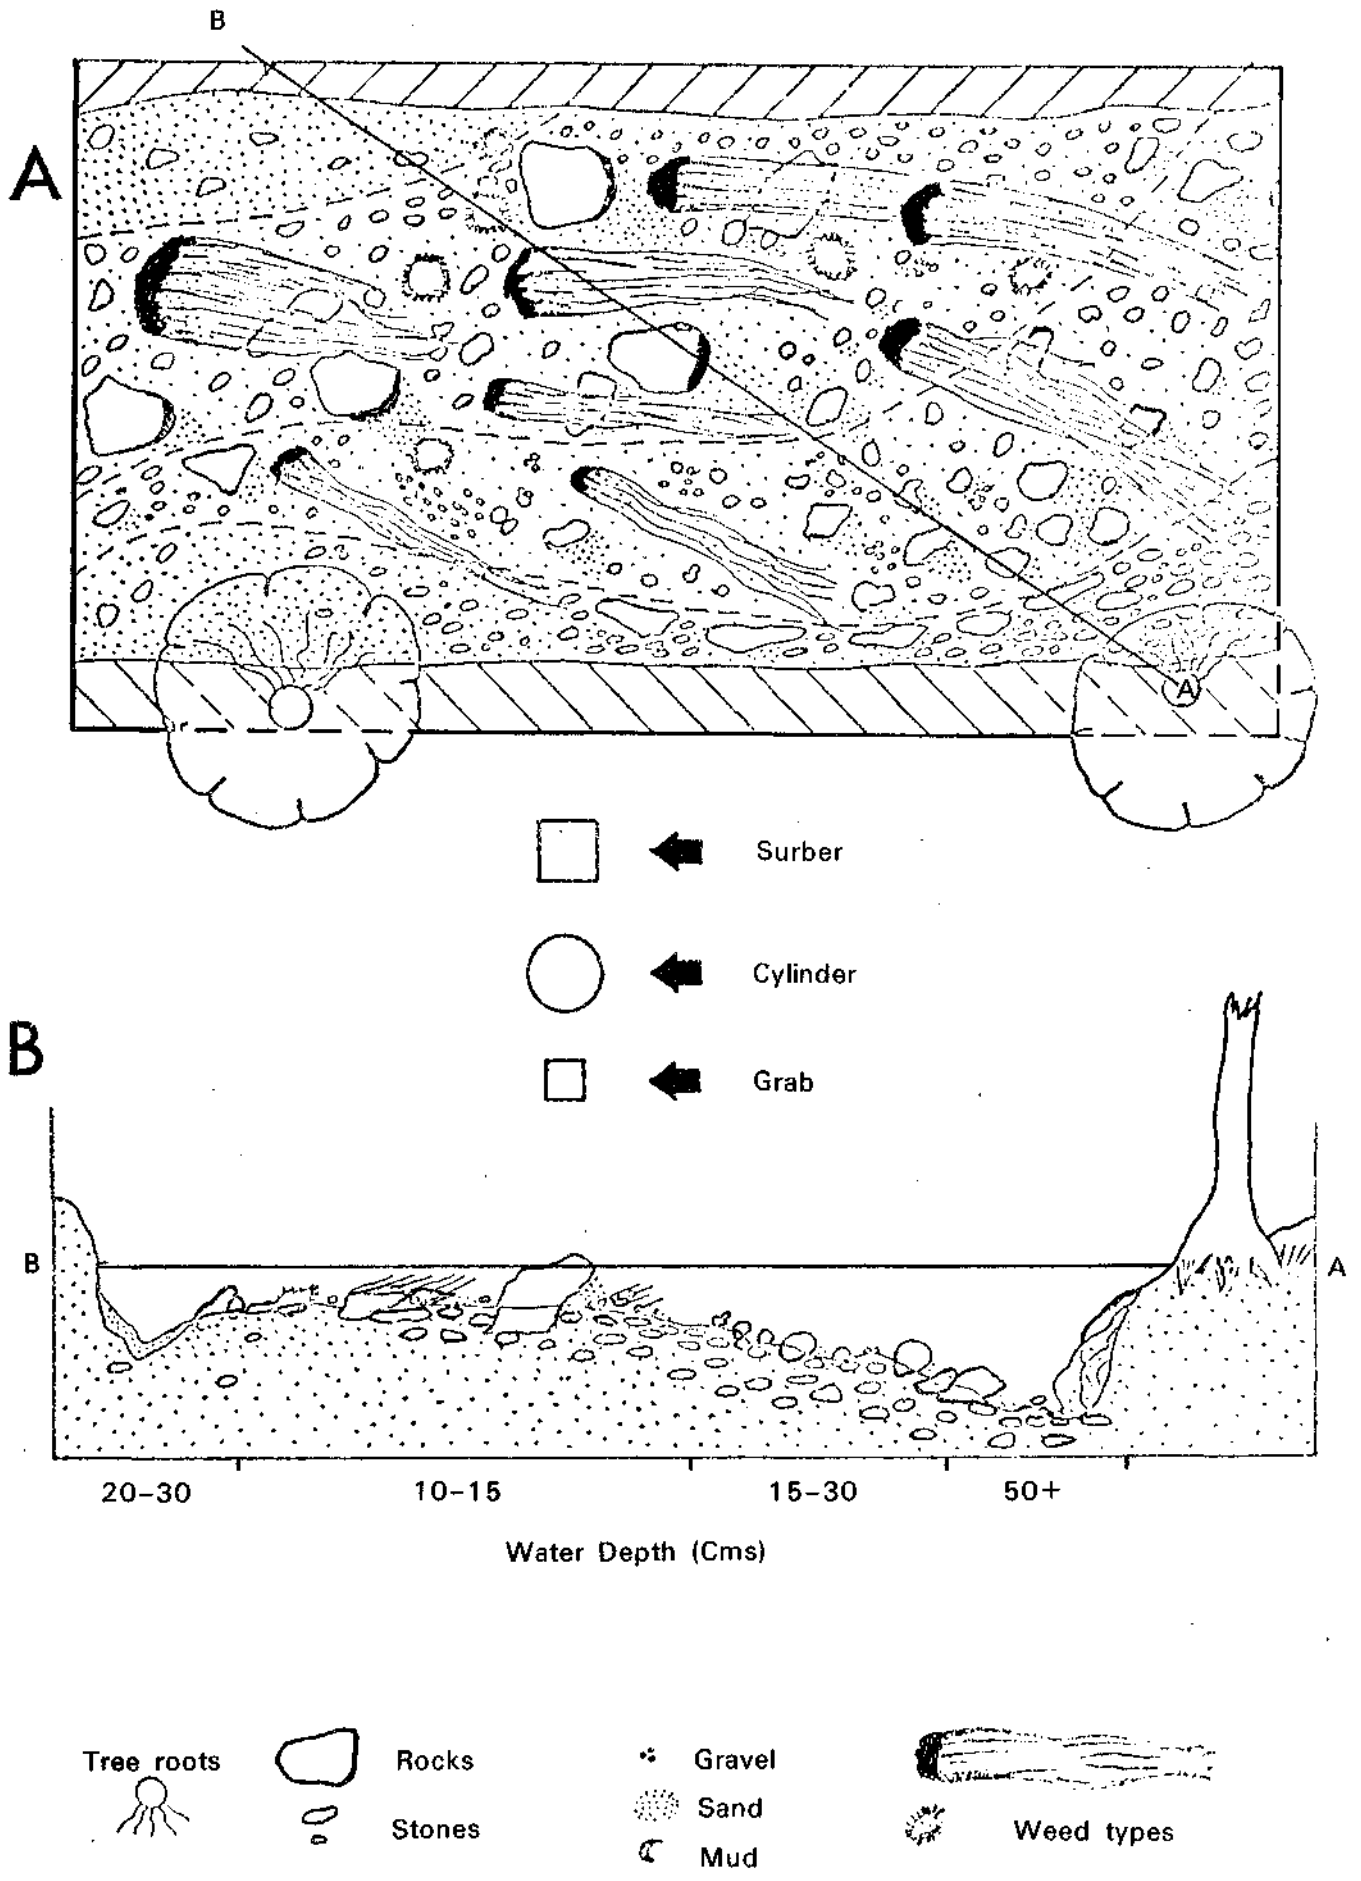 B
A
A
Surber
Cylinder
B
Grab
B
A
20-30 10-15 15-30 50+
Water Depth (Cms)
Tree roots Rocks Gravel
Sand
Stones Weed types
Mud